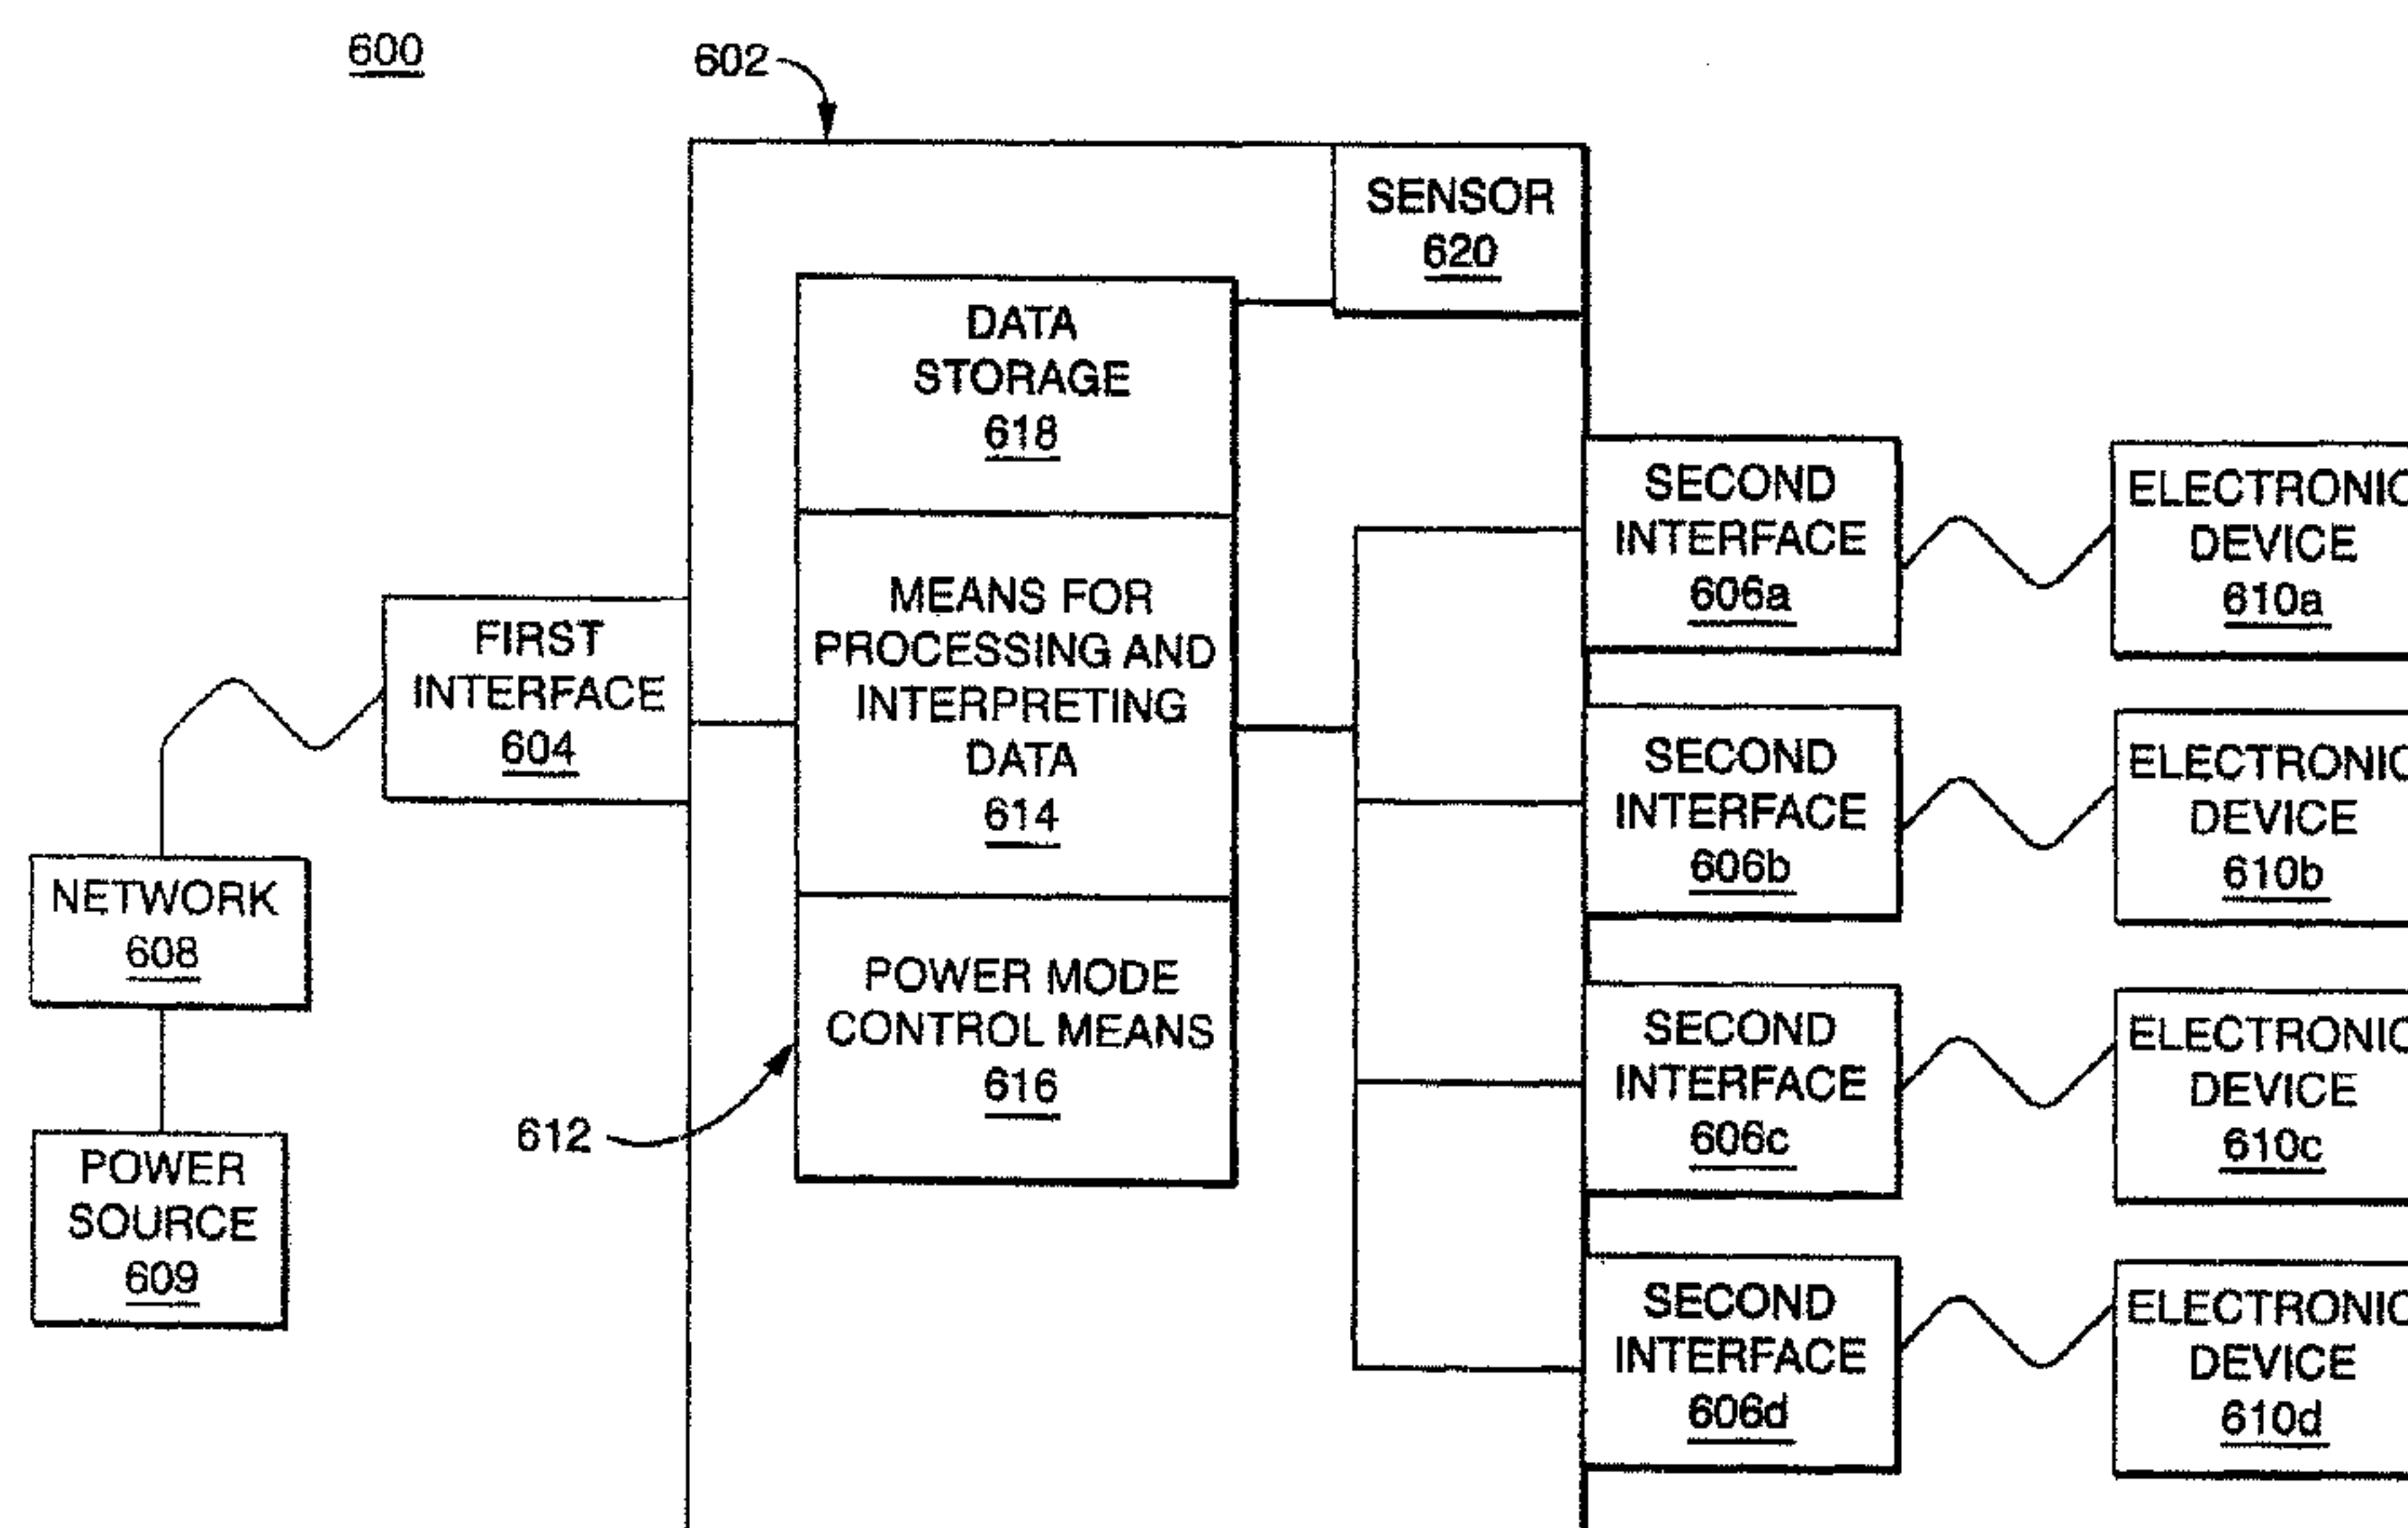 600
602
SENSOR
620
DATA
STORAGE
618
MEANS FOR
PROCESSING AND
INTERPRETING
DATA
614
POWER MODE
CONTROL MEANS
616
612
FIRST
INTERFACE
604
NETWORK
608
POWER
SOURCE
609
SECOND
INTERFACE
606a
ELECTRONIC
DEVICE
610a
SECOND
INTERFACE
606b
ELECTRONIC
DEVICE
610b
SECOND
INTERFACE
606c
ELECTRONIC
DEVICE
610c
SECOND
INTERFACE
606d
ELECTRONIC
DEVICE
610d